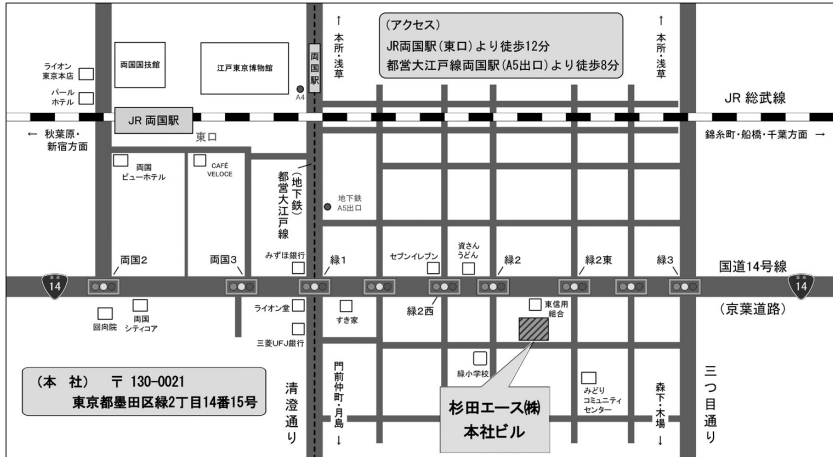 ライオン
東京本店
パール
ホテル
両国国技館
江戸東京博物館
両国駅
A4
↑
本所・浅草
(アクセス)
JR両国駅(東口)より徒歩12分
都営大江戸線両国駅(A5出口)より徒歩8分
↑
本所・浅草
JR 総武線
JR 両国駅
← 秋葉原・
新宿方面
東口
錦糸町・船橋・千葉方面 →
両国
ビューホテル
CAFÉ
VELOCE
(地下鉄)
都営大江戸線
地下鉄
A5出口
両国2
両国3
みずほ銀行
緑1
セブンイレブン
資さん
うどん
緑2
緑2東
緑3
国道14号線
14
14
回向院
両国
シティコア
ライオン堂
すき家
緑2西
東信用
組合
(京葉道路)
三菱UFJ銀行
緑小学校
(本 社) 〒 130-0021
東京都墨田区緑2丁目14番15号
清澄通り
門前仲町・月島
↓
杉田エース㈱
本社ビル
みどり
コミュニティ
センター
森下・木場
↓
三つ目通り